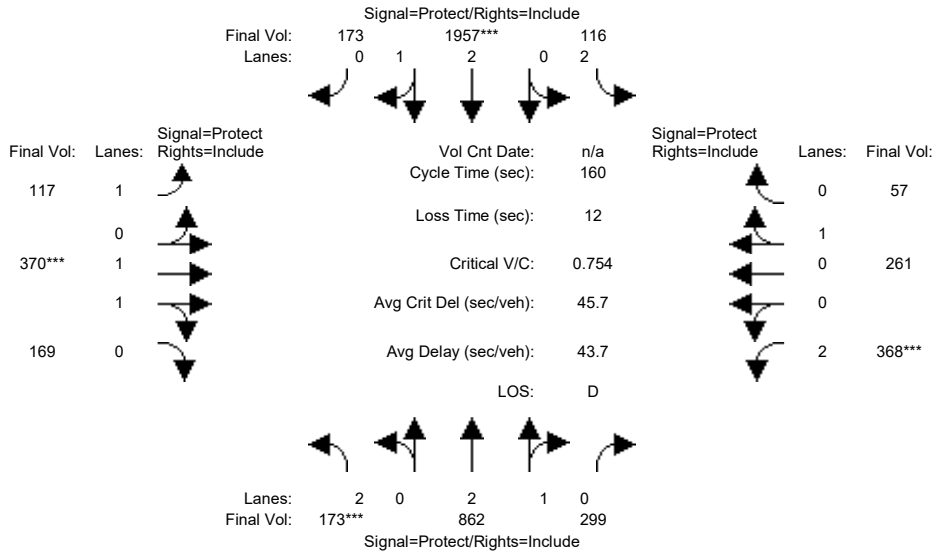 Signal=Protect/Rights=Include
Final Vol: 173 1957*** 116
Lanes: 0 1 2 0 2
Signal=Protect
Final Vol: Lanes: Rights=Include
Vol Cnt Date: n/a
Signal=Protect
Rights=Include Lanes: Final Vol:
Cycle Time (sec): 160
117 1
0 57
Loss Time (sec): 12
0
1
370*** 1
Critical V/C: 0.754
0 261
1
Avg Crit Del (sec/veh): 45.7
0
169 0
Avg Delay (sec/veh): 43.7
2 368***
LOS: D
Lanes: 2 0 2 1 0
Final Vol: 173*** 862 299
Signal=Protect/Rights=Include